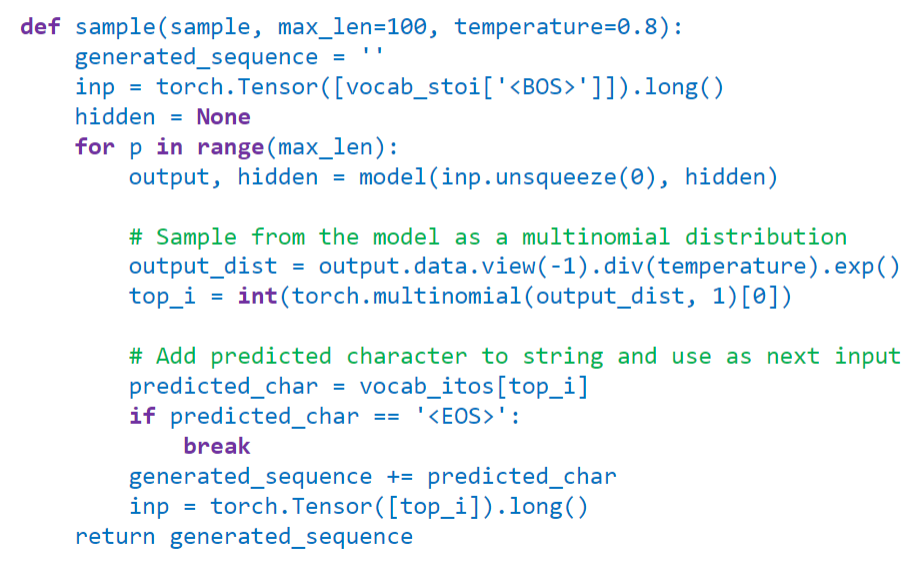 def sample(sample, max_len=100, temperature=0.8):
    generated_sequence = ''
    inp = torch.Tensor([vocab_stoi['<BOS>']]).long()
    hidden = None
    for p in range(max_len):
        output, hidden = model(inp.unsqueeze(0), hidden)

        # Sample from the model as a multinomial distribution
        output_dist = output.data.view(-1).div(temperature).exp()
        top_i = int(torch.multinomial(output_dist, 1)[0])

        # Add predicted character to string and use as next input
        predicted_char = vocab_itos[top_i]
        if predicted_char == '<EOS>':
            break
        generated_sequence += predicted_char
        inp = torch.Tensor([top_i]).long()
    return generated_sequence